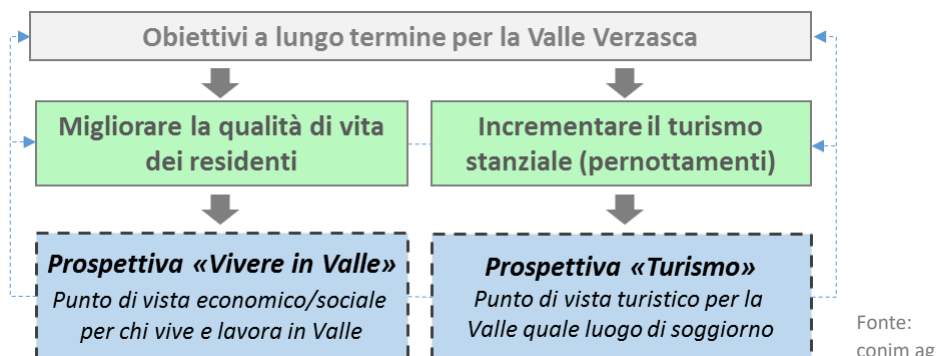 Obiettivi a lungo termine per la Valle Verzasca
Migliorare la qualità di vita
dei residenti
Incrementare il turismo
stanziale (pernottamenti)
Prospettiva «Vivere in Valle»
Punto di vista economico/sociale
per chi vive e lavora in Valle
Prospettiva «Turismo»
Punto di vista turistico per la
Valle quale luogo di soggiorno
Fonte:
conim ag